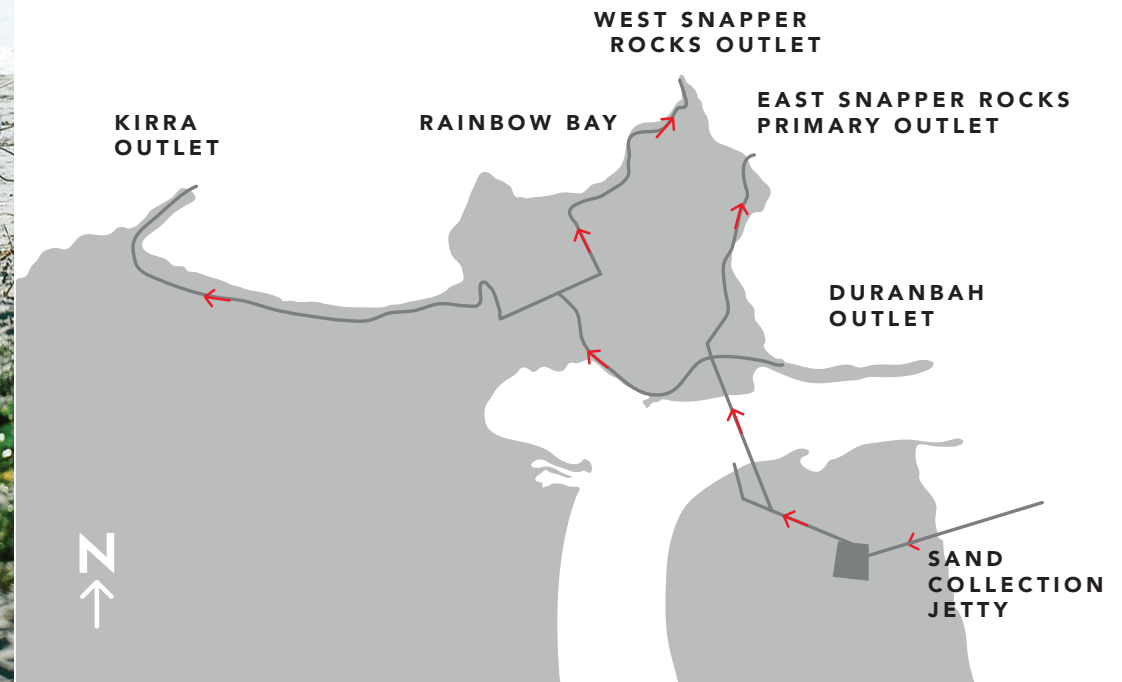 WEST SNAPPER
ROCKS OUTLET
EAST SNAPPER ROCKS
PRIMARY OUTLET
KIRRA
OUTLET
RAINBOW BAY
DURANBAH
OUTLET
SAND
COLLECTION
JETTY
N